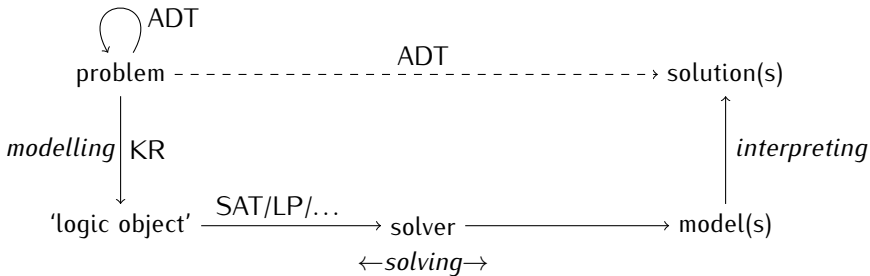 ADT
problem
ADT
solution(s)
modelling
KR
interpreting
‘logic object’
SAT/LP/…
solver
model(s)
←solving→